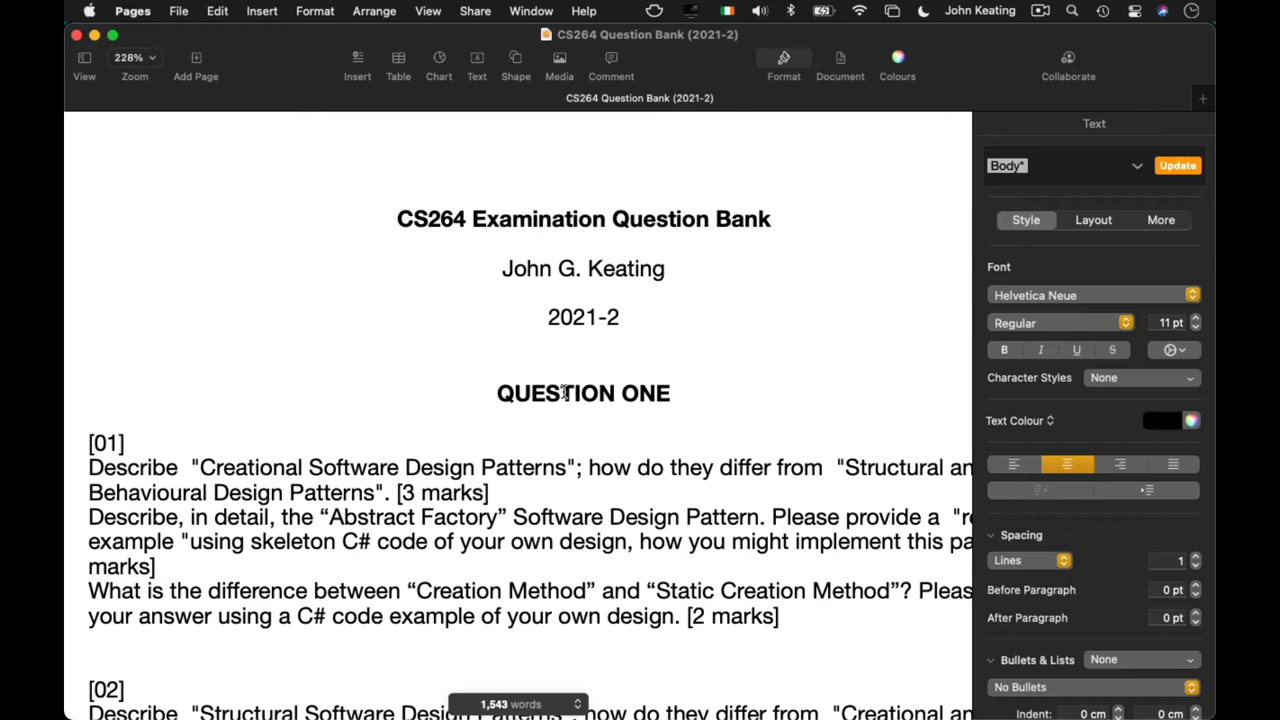 Pages File Edit Insert Format Arrange View Share Window Help John Keating
CS264 Question Bank (2021-2)
228%
View Zoom Add Page Insert Table Chart Text Shape Media Comment Format Document Colours Collaborate
CS264 Question Bank (2021-2)
Text
Body*
Update
Style Layout More
Font
Helvetica Neue
Regular 11 pt
B I U S
Character Styles None
Text Colour
Spacing
Lines 1
Before Paragraph 0 pt
After Paragraph 0 pt
Bullets & Lists None
No Bullets
Indent: 0 cm 0 cm
CS264 Examination Question Bank
John G. Keating
2021-2
QUESTION ONE
[01]
Describe "Creational Software Design Patterns"; how do they differ from "Structural an
Behavioural Design Patterns". [3 marks]
Describe, in detail, the “Abstract Factory” Software Design Pattern. Please provide a "re
example "using skeleton C# code of your own design, how you might implement this pa
marks]
What is the difference between “Creation Method” and “Static Creation Method”? Pleas
your answer using a C# code example of your own design. [2 marks]
[02]
Describe "Structural Software Design Patterns"; how do they differ from "Creational an
1,543 words